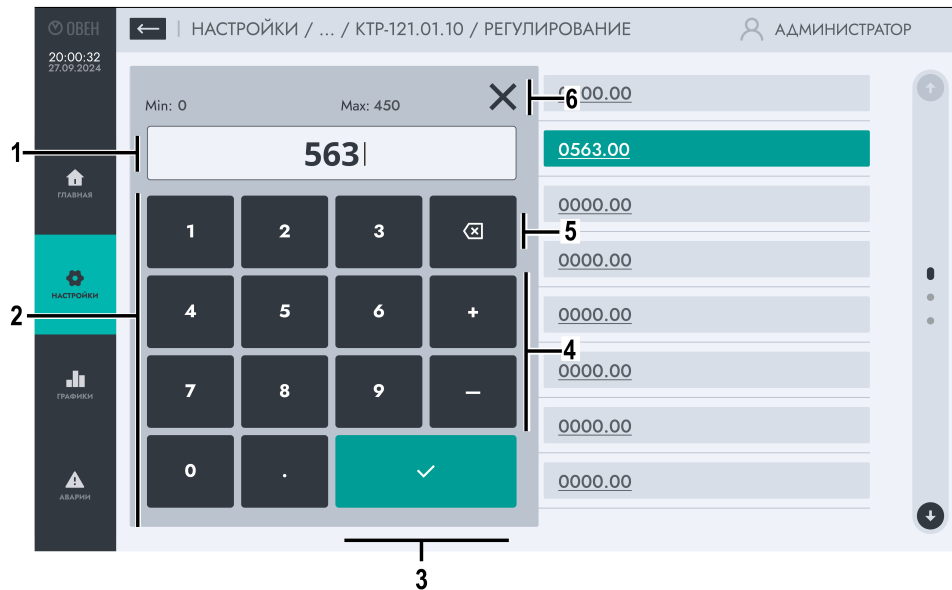 ОВЕН
20:00:32
27.09.2024
НАСТРОЙКИ / ... / КТР-121.01.10 / РЕГУЛИРОВАНИЕ
АДМИНИСТРАТОР
ГЛАВНАЯ
НАСТРОЙКИ
ГРАФИКИ
АВАРИИ
Min: 0 Max: 450
563
1 2 3
4 5 6 +
7 8 9 –
0 .
0000.00
0563.00
0000.00
0000.00
0000.00
0000.00
0000.00
0000.00
1
2
3
4
5
6